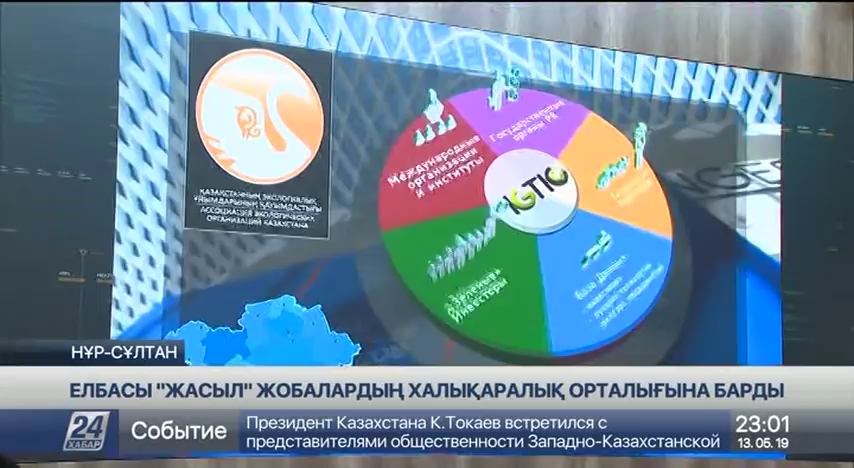 ҚАЗАҚСТАННЫҢ ЭКОЛОГИЯЛЫҚ
ҰЙЫМДАРЫНЫҢ ҚАУЫМДАСТЫҒЫ
АССОЦИАЦИЯ ЭКОЛОГИЧЕСКИХ
ОРГАНИЗАЦИЙ КАЗАХСТАНА
Международные
организации
и институты
Государственные
органы РК
IGTIC
"Зеленые"
Инвесторы
База Данных
НҰР-СҰЛТАН
ЕЛБАСЫ "ЖАСЫЛ" ЖОБАЛАРДЫҢ ХАЛЫҚАРАЛЫҚ ОРТАЛЫҒЫНА БАРДЫ
24
ХАБАР
Событие
Президент Казахстана К.Токаев встретился с
представителями общественности Западно-Казахстанской
23:01
13.05.19